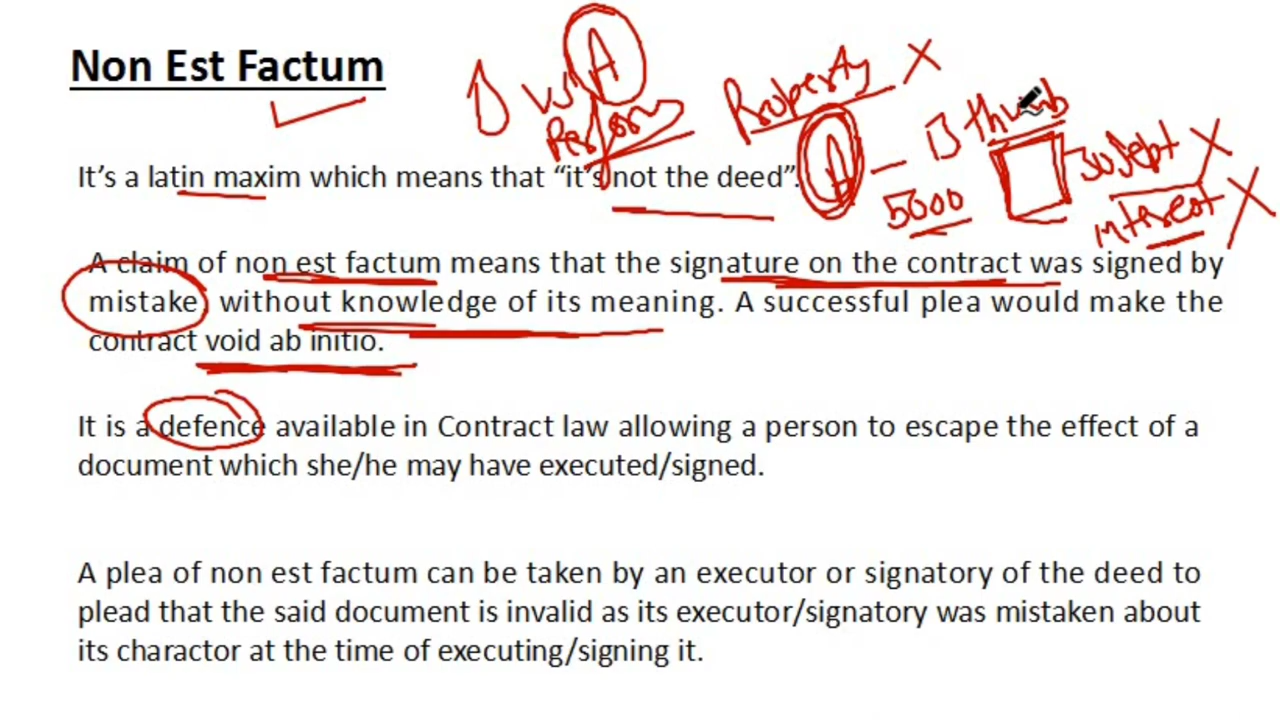 Non Est Factum
B vs A
Perform
Property
A - B thumb
5000
30 Sept
Interest
It's a latin maxim which means that “it's not the deed”.
A claim of non est factum means that the signature on the contract was signed by
mistake, without knowledge of its meaning. A successful plea would make the
contract void ab initio.
It is a defence available in Contract law allowing a person to escape the effect of a
document which she/he may have executed/signed.
A plea of non est factum can be taken by an executor or signatory of the deed to
plead that the said document is invalid as its executor/signatory was mistaken about
its charactor at the time of executing/signing it.